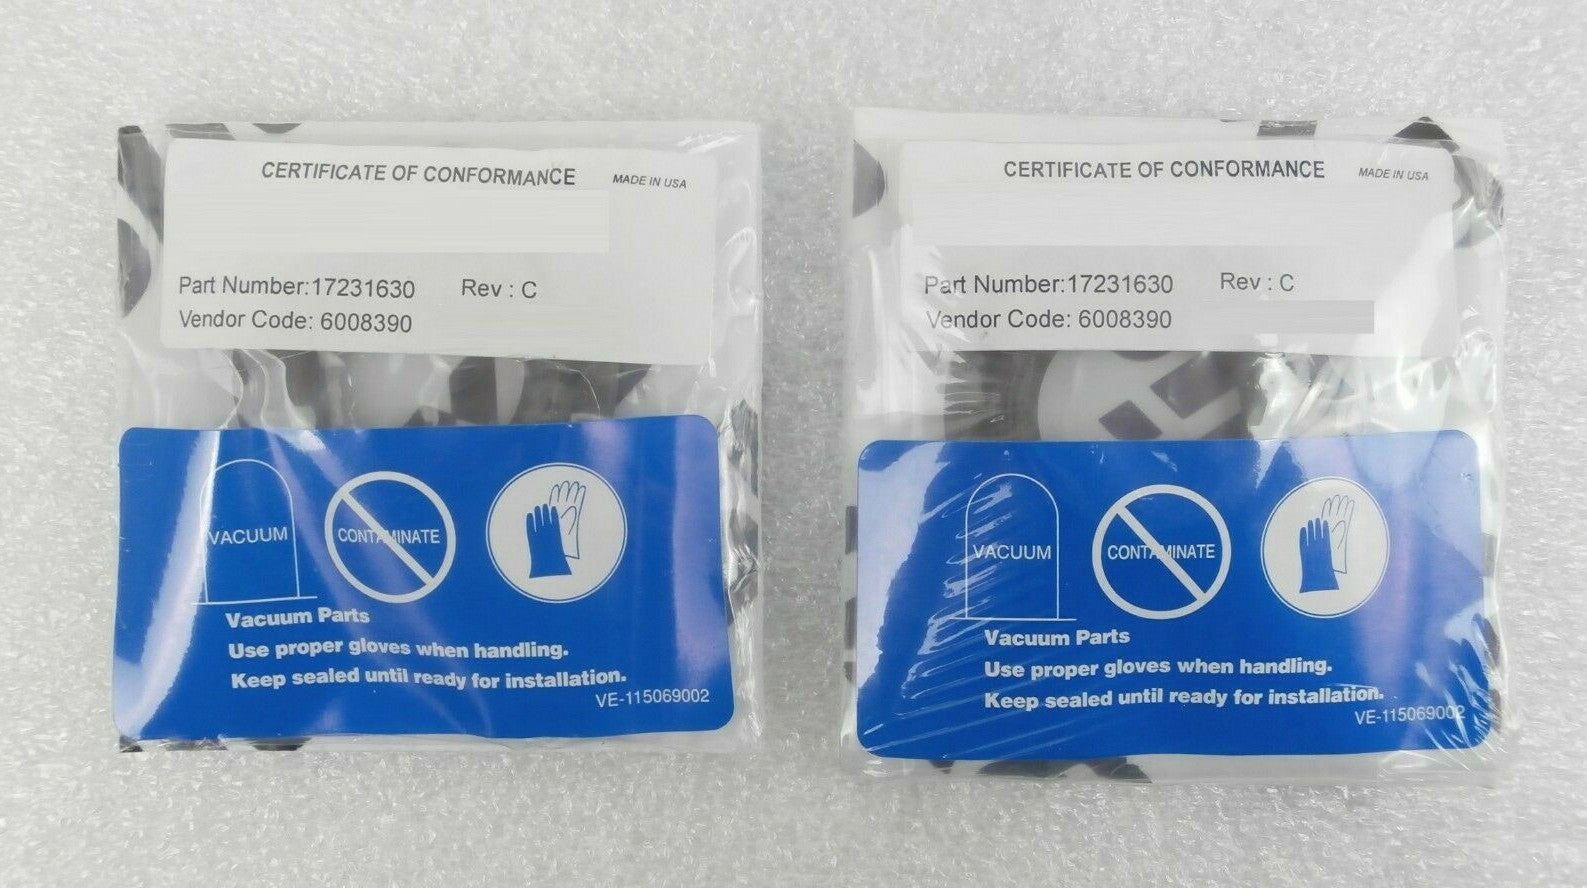 CERTIFICATE OF CONFORMANCE MADE IN USA
Part Number:17231630 Rev : C
Vendor Code: 6008390
VACUUM
CONTAMINATE
Vacuum Parts
Use proper gloves when handling.
Keep sealed until ready for installation.
VE-115069002
CERTIFICATE OF CONFORMANCE MADE IN USA
Part Number:17231630 Rev : C
Vendor Code: 6008390
VACUUM
CONTAMINATE
Vacuum Parts
Use proper gloves when handling.
Keep sealed until ready for installation.
VE-115069002